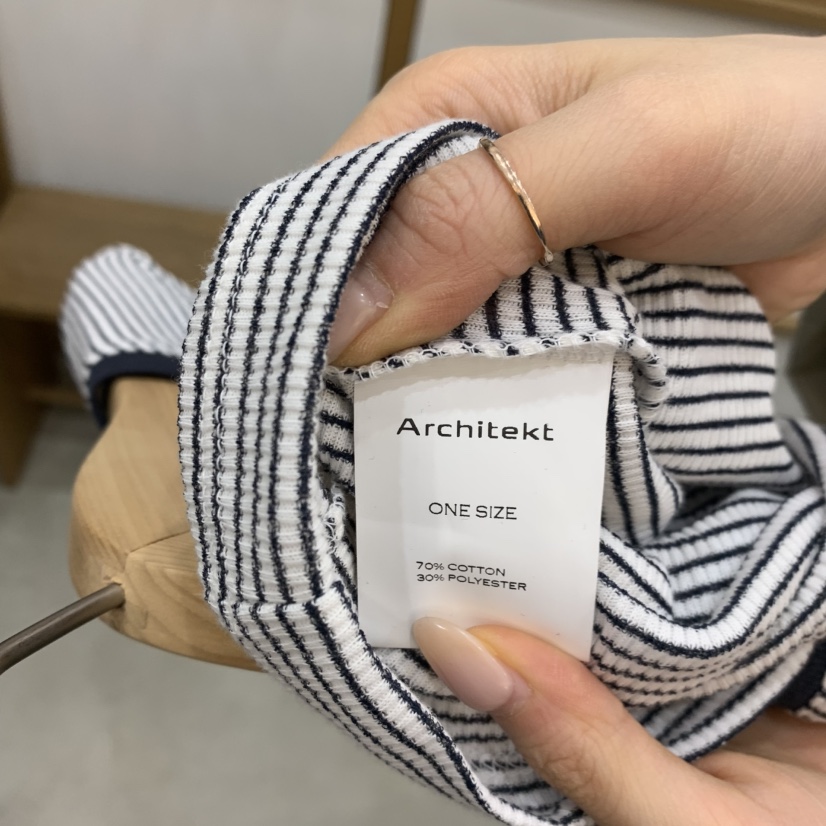 Architekt
ONE SIZE
70% COTTON
30% POLYESTER